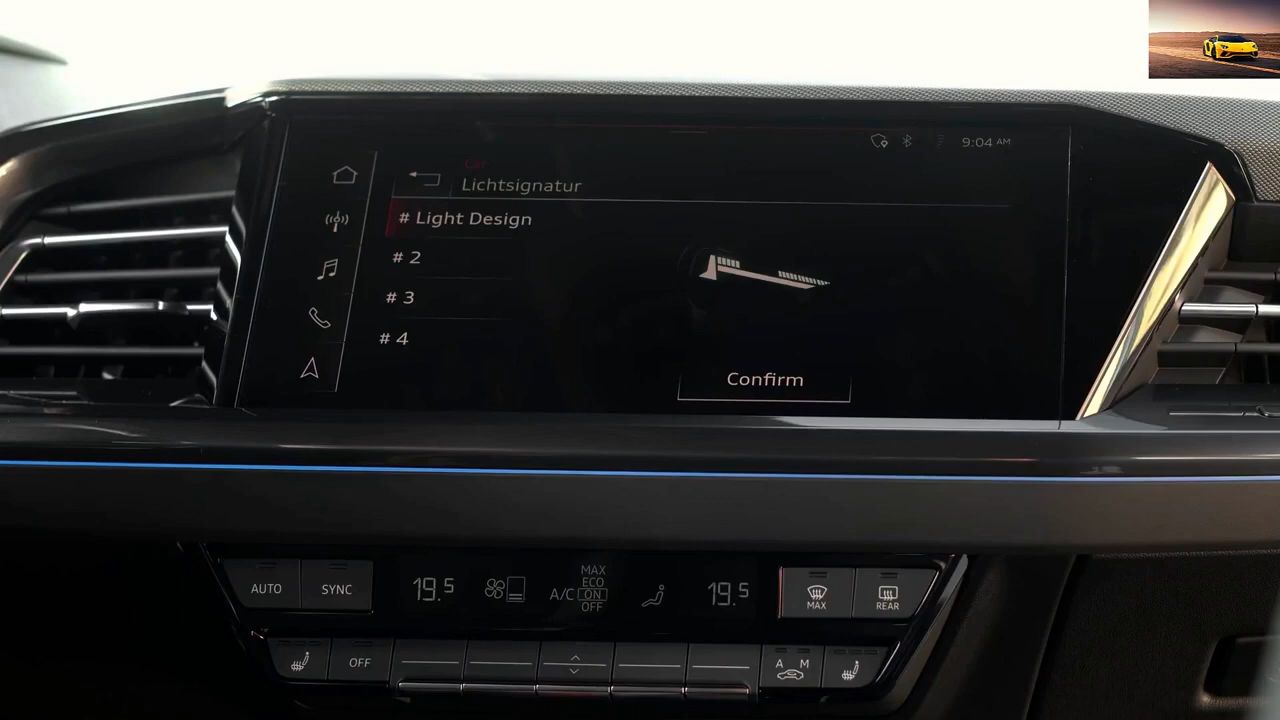 9:04 AM
Car
Lichtsignatur
# Light Design
# 2
# 3
# 4
Confirm
AUTO
SYNC
19.5
A/C
MAX
ECO
ON
OFF
19.5
MAX
REAR
OFF
A M